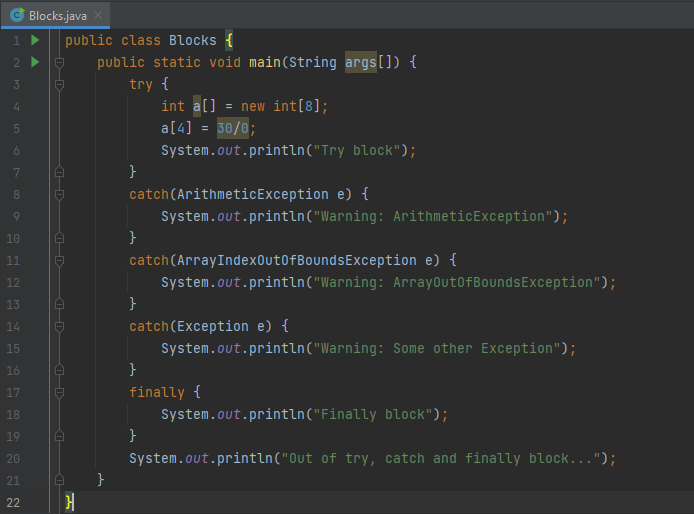 Blocks.java
1 public class Blocks {
2 public static void main(String args[]) {
3 try {
4 int a[] = new int[8];
5 a[4] = 30/0;
6 System.out.println("Try block");
7 }
8 catch(ArithmeticException e) {
9 System.out.println("Warning: ArithmeticException");
10 }
11 catch(ArrayIndexOutOfBoundsException e) {
12 System.out.println("Warning: ArrayOutOfBoundsException");
13 }
14 catch(Exception e) {
15 System.out.println("Warning: Some other Exception");
16 }
17 finally {
18 System.out.println("Finally block");
19 }
20 System.out.println("Out of try, catch and finally block...");
21 }
22 }